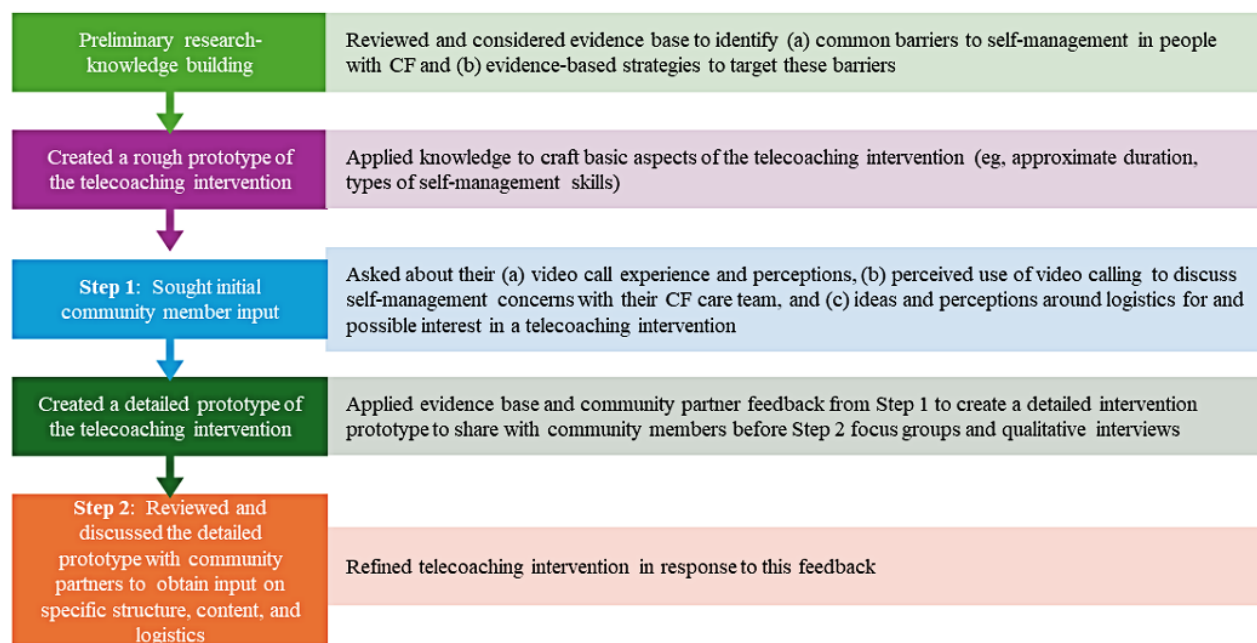 Preliminary research-
knowledge building
Reviewed and considered evidence base to identify (a) common barriers to self-management in people
with CF and (b) evidence-based strategies to target these barriers
Created a rough prototype of
the telecoaching intervention
Applied knowledge to craft basic aspects of the telecoaching intervention (eg, approximate duration,
types of self-management skills)
Step 1: Sought initial
community member input
Asked about their (a) video call experience and perceptions, (b) perceived use of video calling to discuss
self-management concerns with their CF care team, and (c) ideas and perceptions around logistics for and
possible interest in a telecoaching intervention
Created a detailed prototype of
the telecoaching intervention
Applied evidence base and community partner feedback from Step 1 to create a detailed intervention
prototype to share with community members before Step 2 focus groups and qualitative interviews
Step 2: Reviewed and
discussed the detailed
prototype with community
partners to obtain input on
specific structure, content, and
logistics
Refined telecoaching intervention in response to this feedback